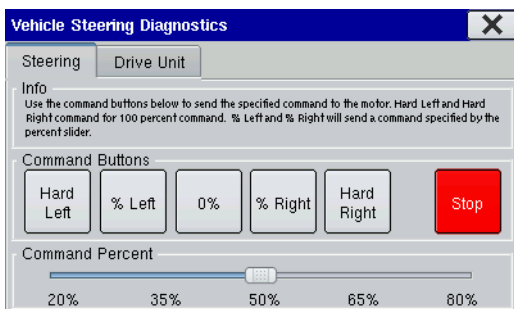 Vehicle Steering Diagnostics
Steering Drive Unit
Info
Use the command buttons below to send the specified command to the motor. Hard Left and Hard
Right command for 100 percent command. % Left and % Right will send a command specified by the
percent slider.
Command Buttons
Hard Left % Left 0% % Right Hard Right Stop
Command Percent
20% 35% 50% 65% 80%